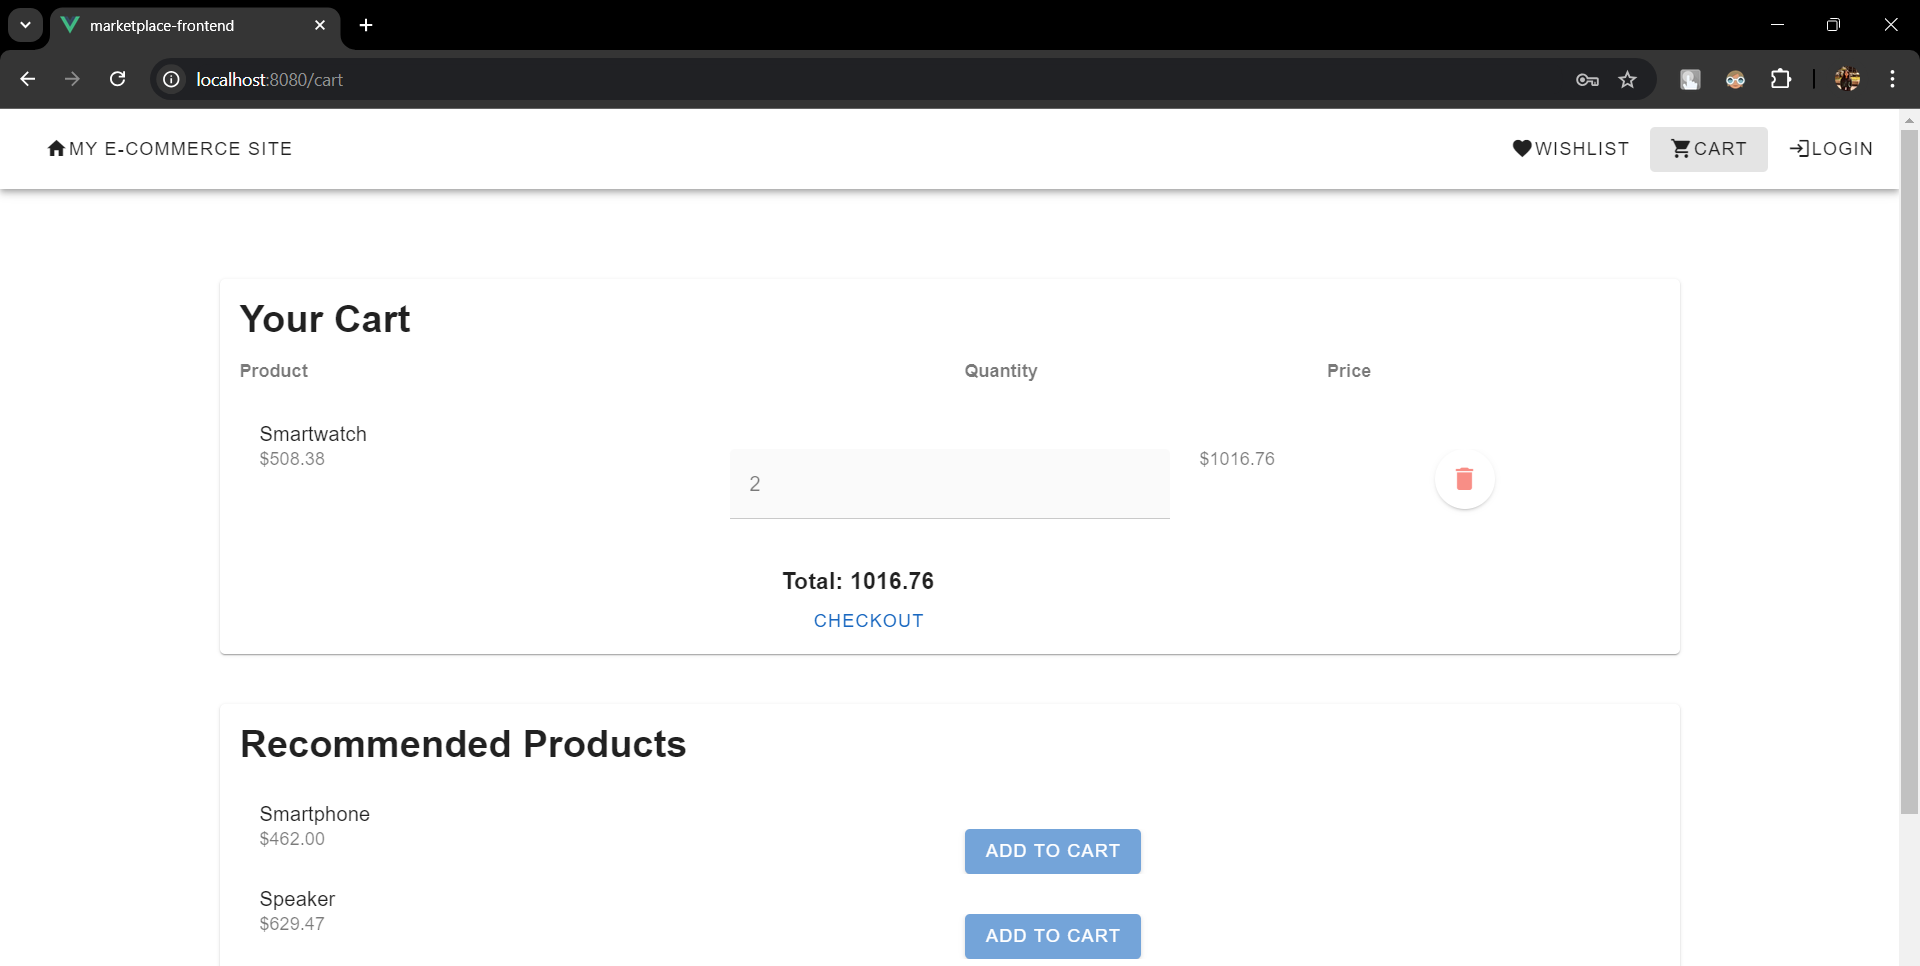 marketplace-frontend
localhost:8080/cart
MY E-COMMERCE SITE
WISHLIST
CART
LOGIN
Your Cart
Product Quantity Price
Smartwatch
$508.38
2
$1016.76
Total: 1016.76
CHECKOUT
Recommended Products
Smartphone
$462.00
ADD TO CART
Speaker
$629.47
ADD TO CART